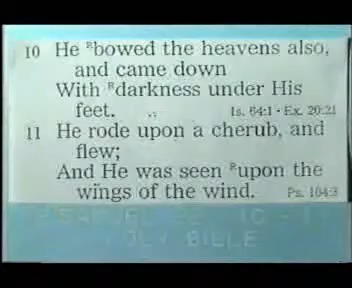 10 He ᴿbowed the heavens also,
and came down
With ᴿdarkness under His
feet. Is. 64:1 · Ex. 20:21
11 He rode upon a cherub, and
flew;
And He was seen ᴿupon the
wings of the wind. Ps. 104:3
HOLY BIBLE